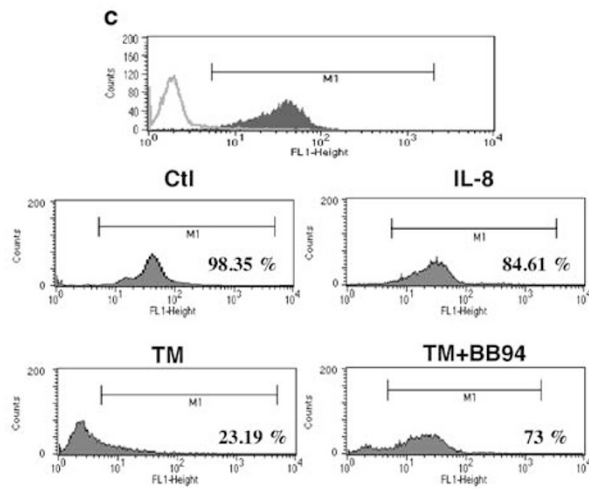 C
200
160
120
80
40
0
Counts
M1
10^0 10^1 10^2 10^3 10^4
FL1-Height
Ctl
200
0
Counts
M1
98.35 %
10^0 10^1 10^2 10^3 10^4
FL1-Height
IL-8
200
0
Counts
M1
84.61 %
10^0 10^1 10^2 10^3 10^4
FL1-Height
TM
200
0
Counts
M1
23.19 %
10^0 10^1 10^2 10^3 10^4
FL1-Height
TM+BB94
200
0
Counts
M1
73 %
10^0 10^1 10^2 10^3 10^4
FL1-Height